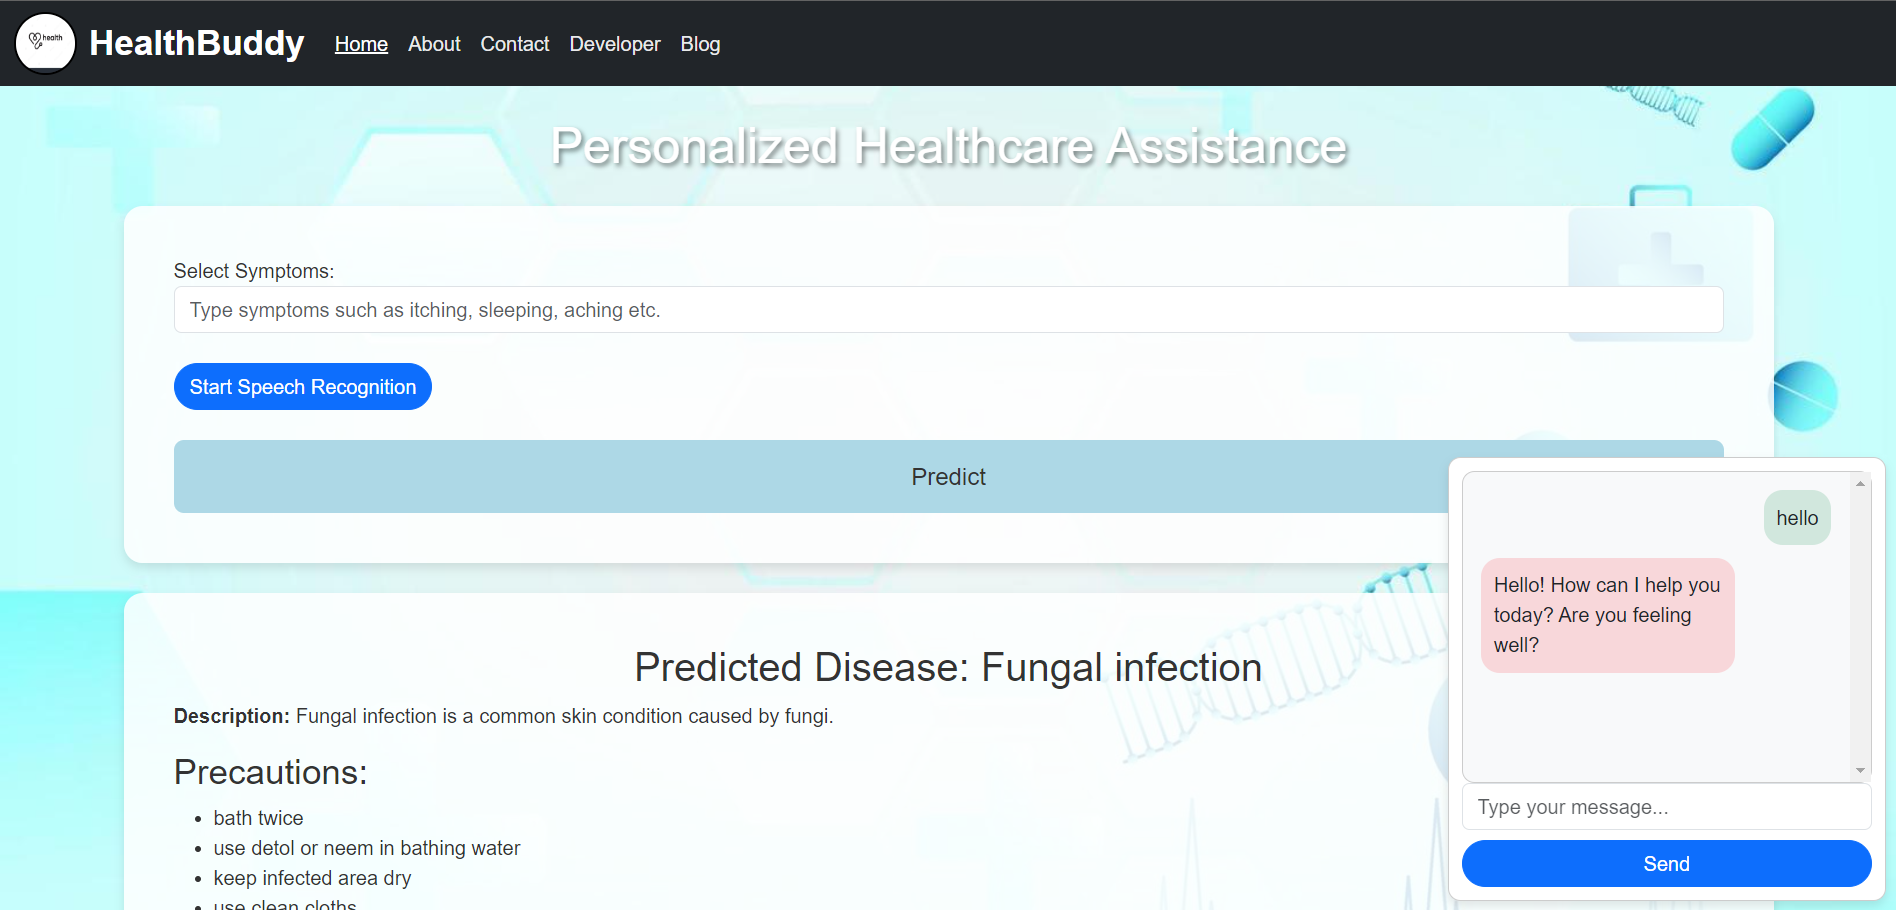 health
HealthBuddy
Home About Contact Developer Blog
Personalized Healthcare Assistance
Select Symptoms:
Type symptoms such as itching, sleeping, aching etc.
Start Speech Recognition
Predict
Predicted Disease: Fungal infection
Description: Fungal infection is a common skin condition caused by fungi.
Precautions:
• bath twice
• use detol or neem in bathing water
• keep infected area dry
• use clean cloths
hello
Hello! How can I help you
today? Are you feeling
well?
Type your message...
Send